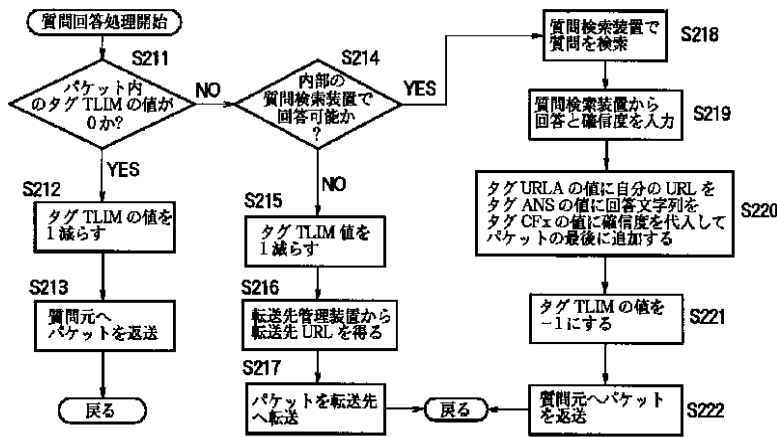 質問回答処理開始
S211
パケット内
のタグ TLIM の値が
0か?
NO
YES
S212
タグ TLIM の値を
1減らす
S213
質問元へ
パケットを返送
戻る
S214
内部の
質問検索装置で
回答可能か
?
YES
NO
S215
タグ TLIM 値を
1減らす
S216
転送先管理装置から
転送先 URL を得る
S217
パケットを転送先
へ転送
戻る
質問検索装置で
質問を検索
S218
質問検索装置から
回答と確信度を入力
S219
タグ URLA の値に自分の URL を
タグ ANS の値に回答文字列を
タグ CFx の値に確信度を代入して
パケットの最後に追加する
S220
タグ TLIM の値を
-1にする
S221
質問元へパケット
を返送
S222